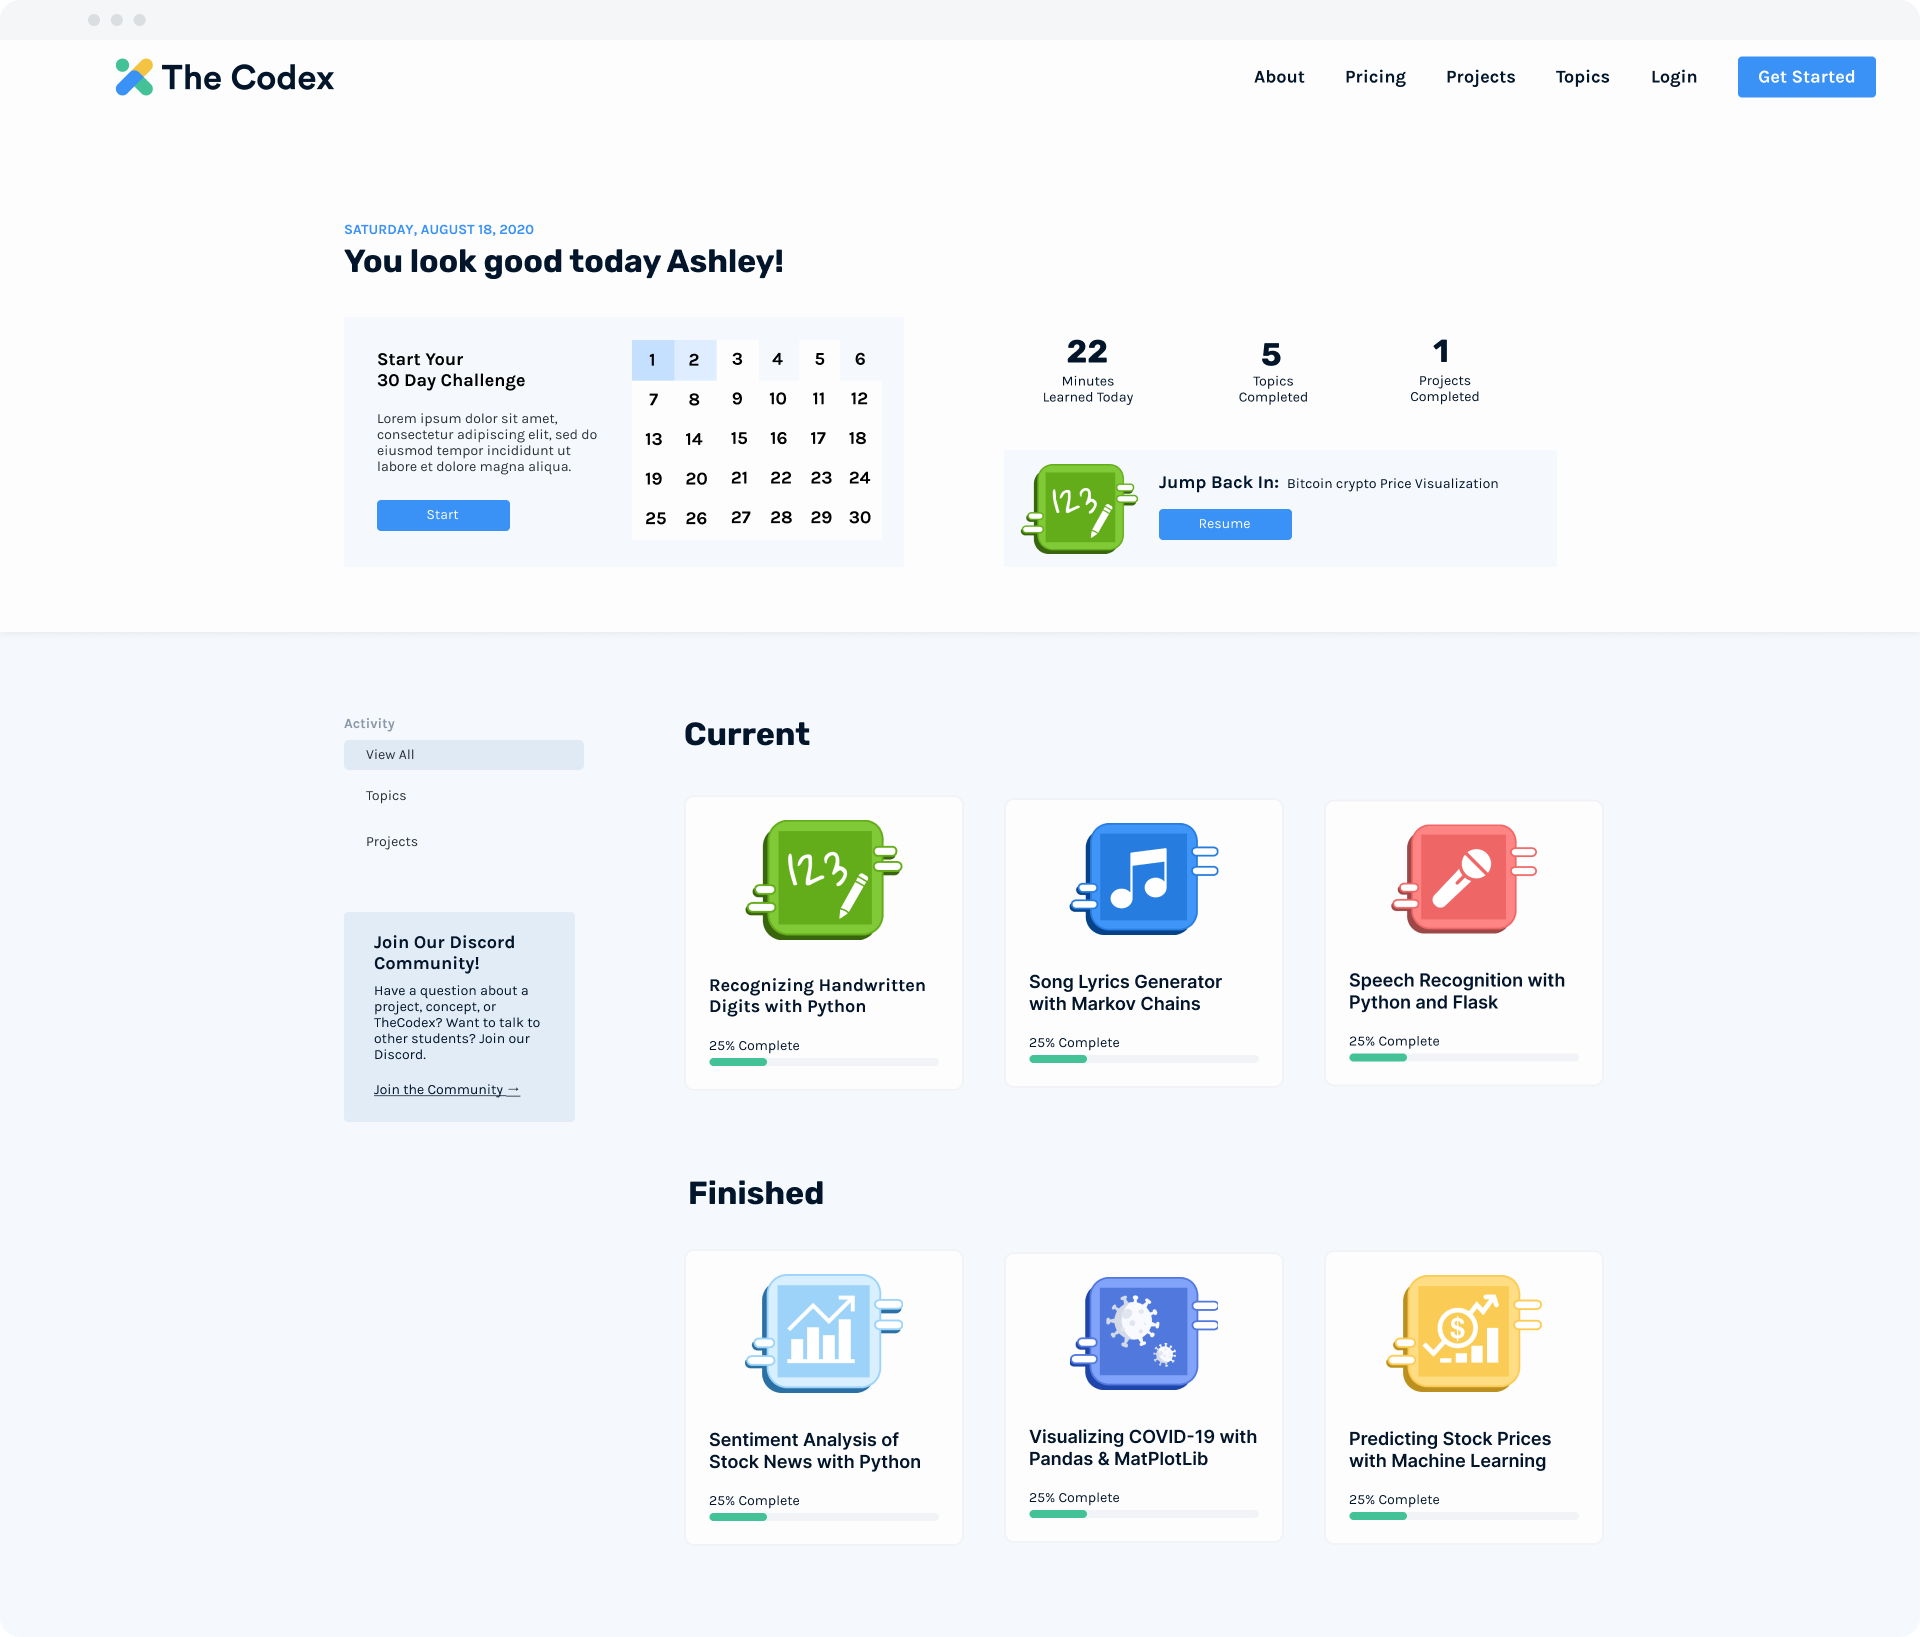 The Codex
About Pricing Projects Topics Login Get Started
SATURDAY, AUGUST 18, 2020
You look good today Ashley!
Start Your
30 Day Challenge
Lorem ipsum dolor sit amet,
consectetur adipiscing elit, sed do
eiusmod tempor incididunt ut
labore et dolore magna aliqua.
Start
1 2 3 4 5 6
7 8 9 10 11 12
13 14 15 16 17 18
19 20 21 22 23 24
25 26 27 28 29 30
22
Minutes
Learned Today
5
Topics
Completed
1
Projects
Completed
123
Jump Back In: Bitcoin crypto Price Visualization
Resume
Activity
View All
Topics
Projects
Join Our Discord
Community!
Have a question about a
project, concept, or
TheCodex? Want to talk to
other students? Join our
Discord.
Join the Community →
Current
123
Recognizing Handwritten
Digits with Python
25% Complete
Song Lyrics Generator
with Markov Chains
25% Complete
Speech Recognition with
Python and Flask
25% Complete
Finished
Sentiment Analysis of
Stock News with Python
25% Complete
Visualizing COVID-19 with
Pandas & MatPlotLib
25% Complete
$
Predicting Stock Prices
with Machine Learning
25% Complete